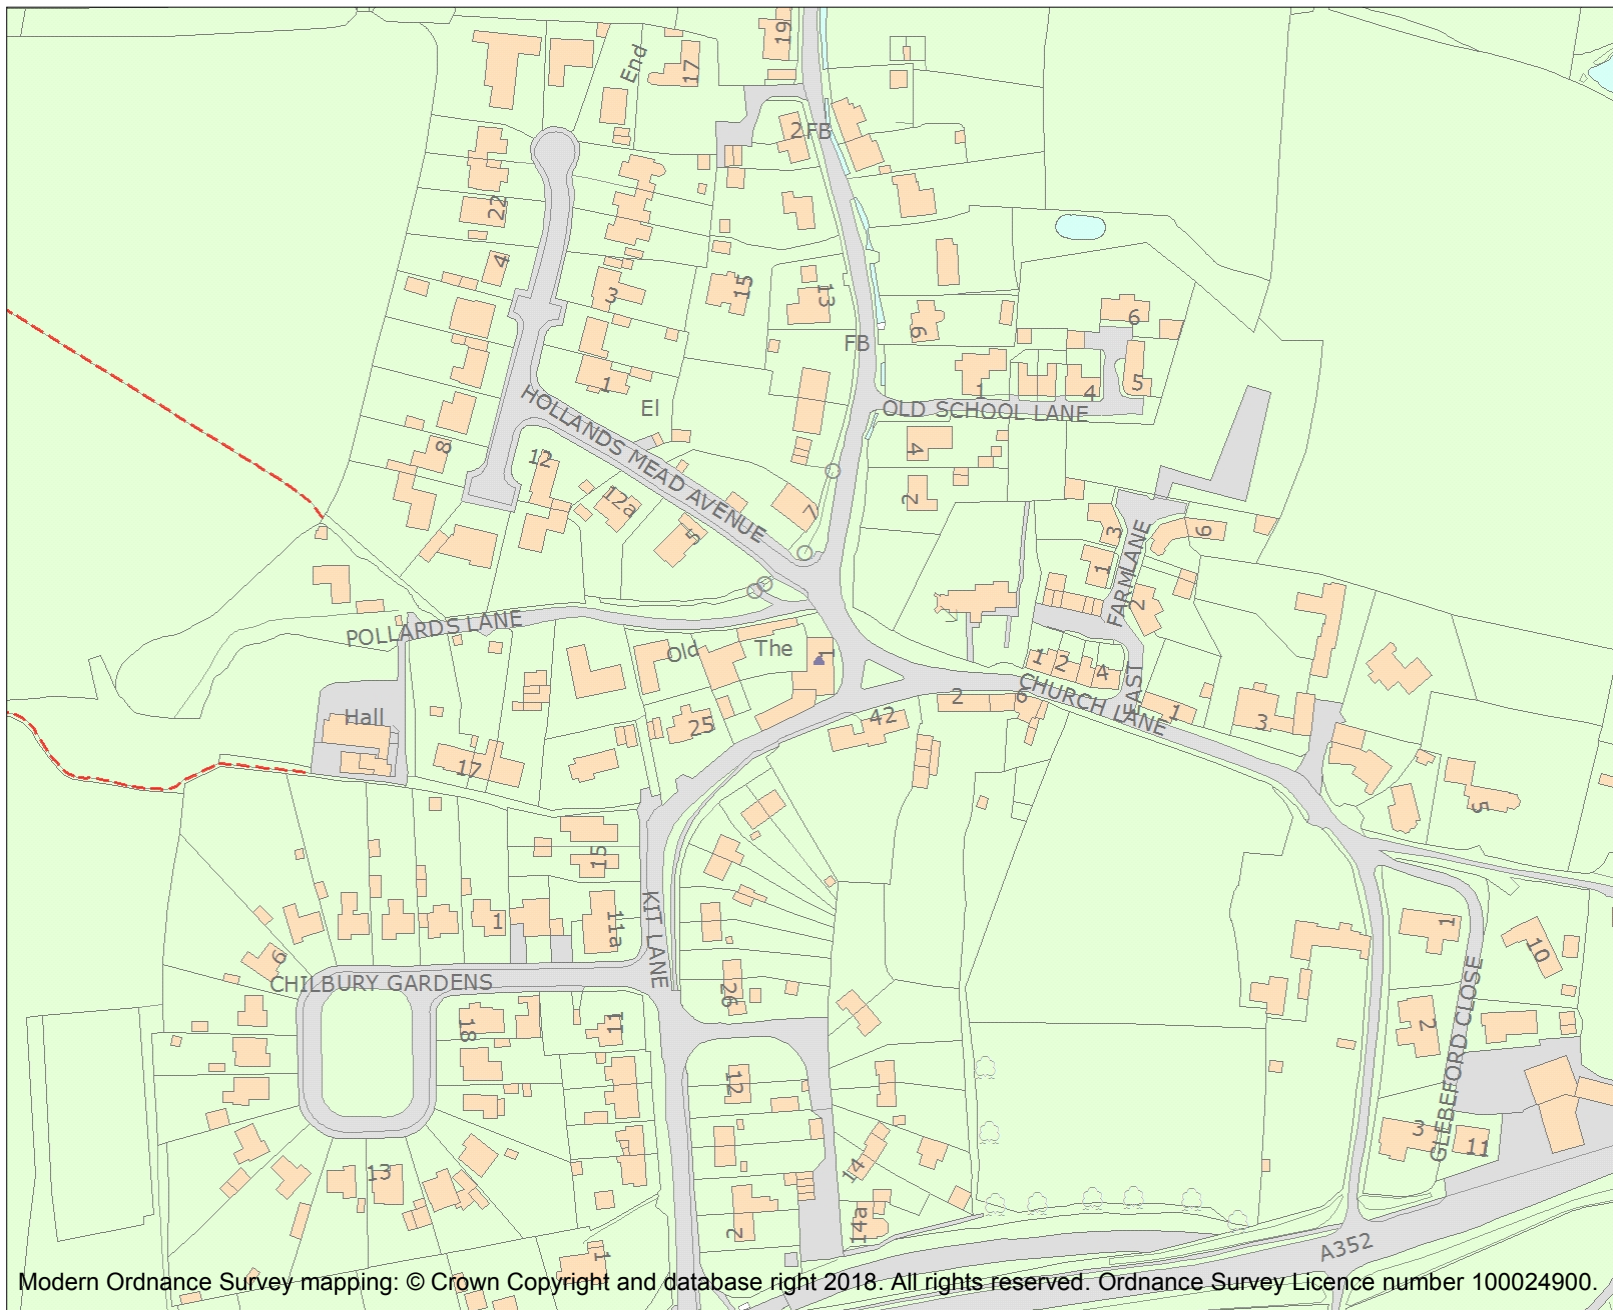 19
End
17
2 FB
22
4
3
15
13
6
6
FB
1
El
1
4
5
OLD SCHOOL LANE
HOLLANDS MEAD AVENUE
8
12
12a
4
2
7
5
3
6
FARM LANE
1
2
POLLARDS LANE
Old
The
1
1
2
4
EAST
CHURCH LANE
2
6
1
3
Hall
42
25
17
5
15
KIT LANE
11a
1
1
10
9
CHILBURY GARDENS
26
18
11
2
GLEBEFORD CLOSE
12
3
11
14
13
14a
2
A352
1
Modern Ordnance Survey mapping: © Crown Copyright and database right 2018. All rights reserved. Ordnance Survey Licence number 100024900.